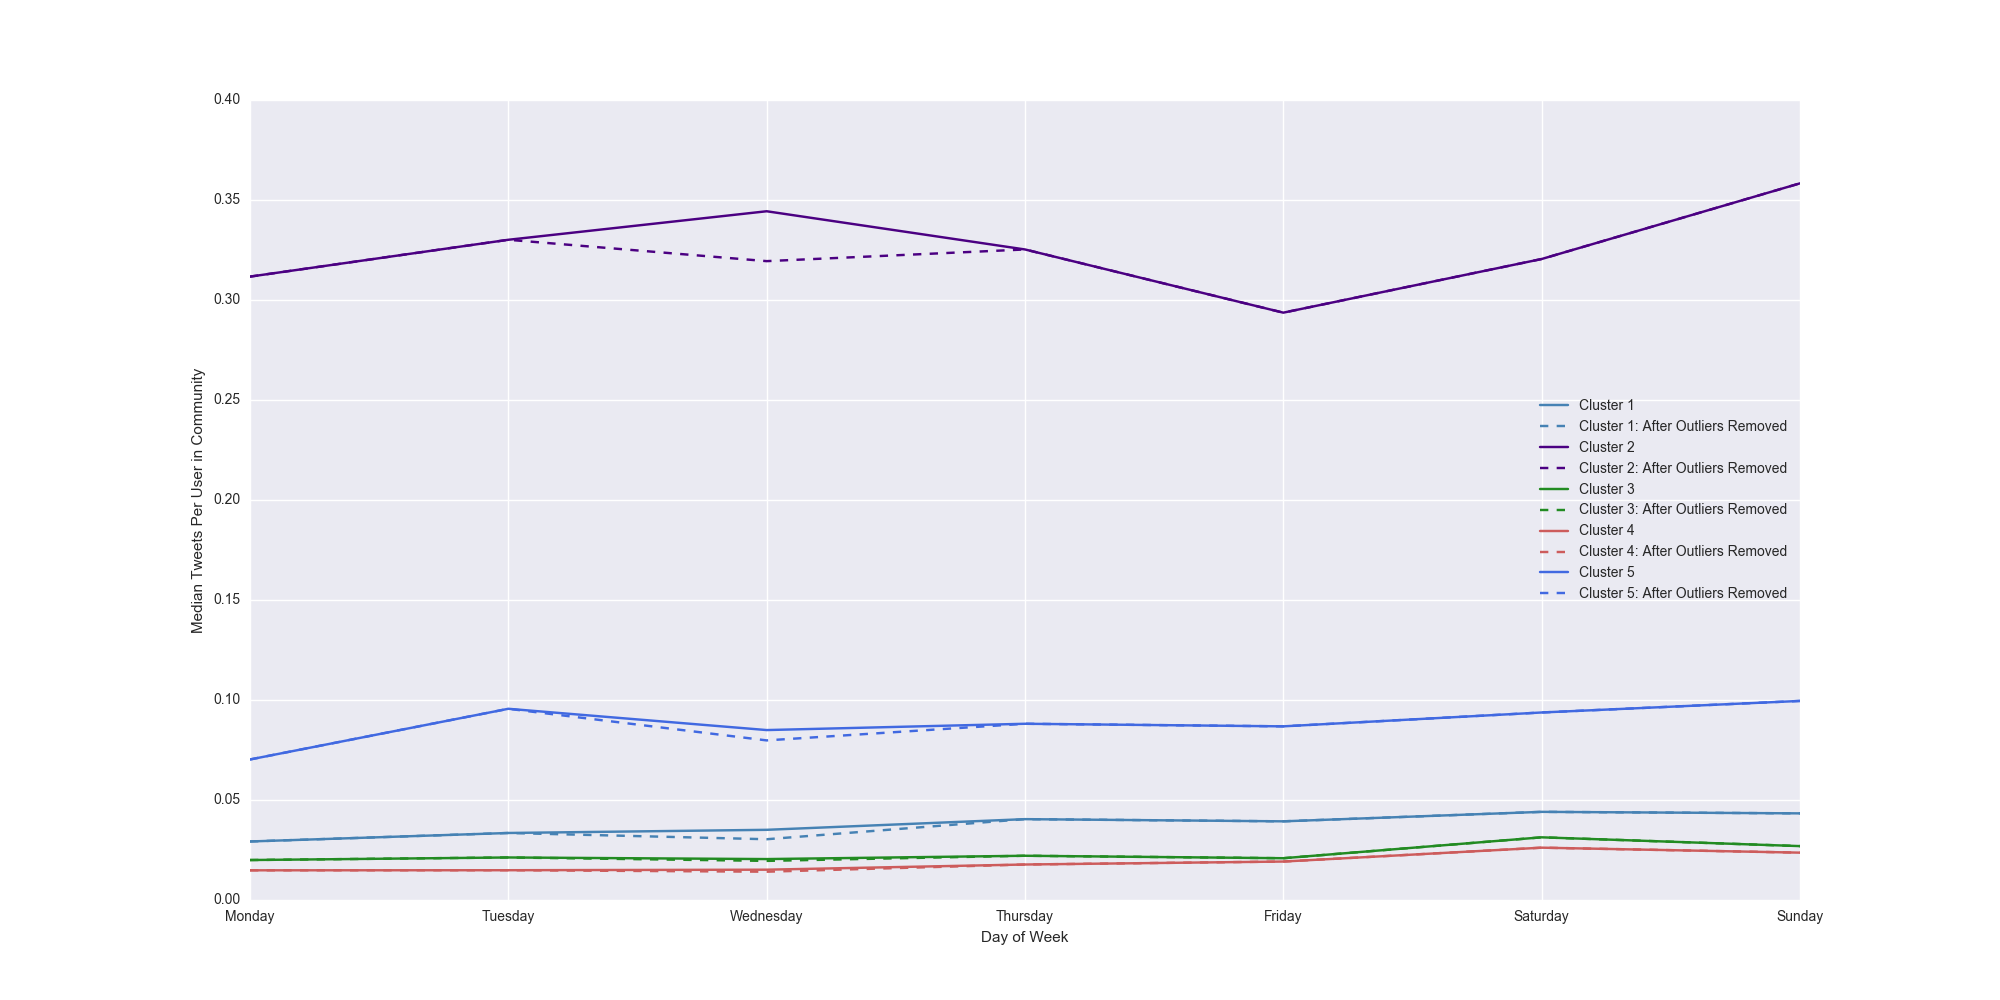 0.40
0.35
0.30
0.25
0.20
0.15
0.10
0.05
0.00
Median Tweets Per User in Community
Cluster 1
Cluster 1: After Outliers Removed
Cluster 2
Cluster 2: After Outliers Removed
Cluster 3
Cluster 3: After Outliers Removed
Cluster 4
Cluster 4: After Outliers Removed
Cluster 5
Cluster 5: After Outliers Removed
Monday Tuesday Wednesday Thursday Friday Saturday Sunday
Day of Week